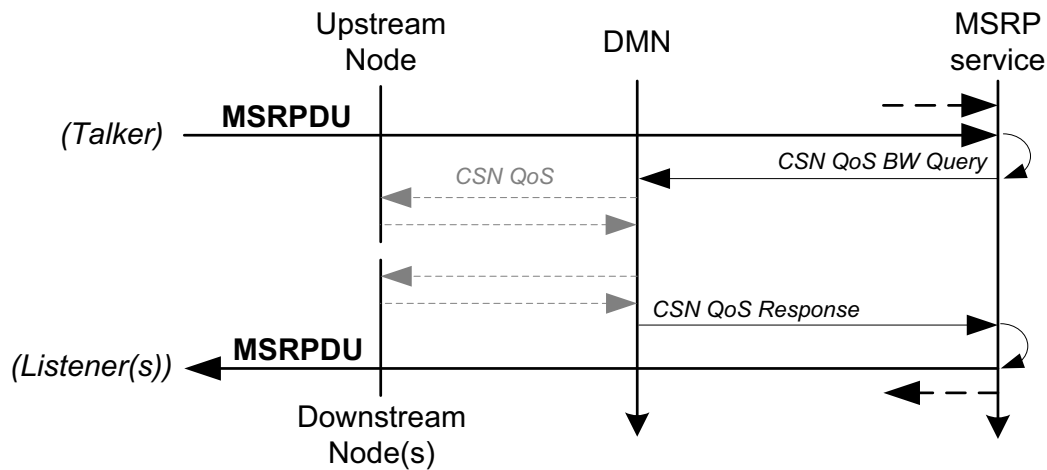 Upstream
Node
DMN
MSRP
service
(Talker)
MSRPDU
CSN QoS BW Query
CSN QoS
CSN QoS Response
(Listener(s))
MSRPDU
Downstream
Node(s)